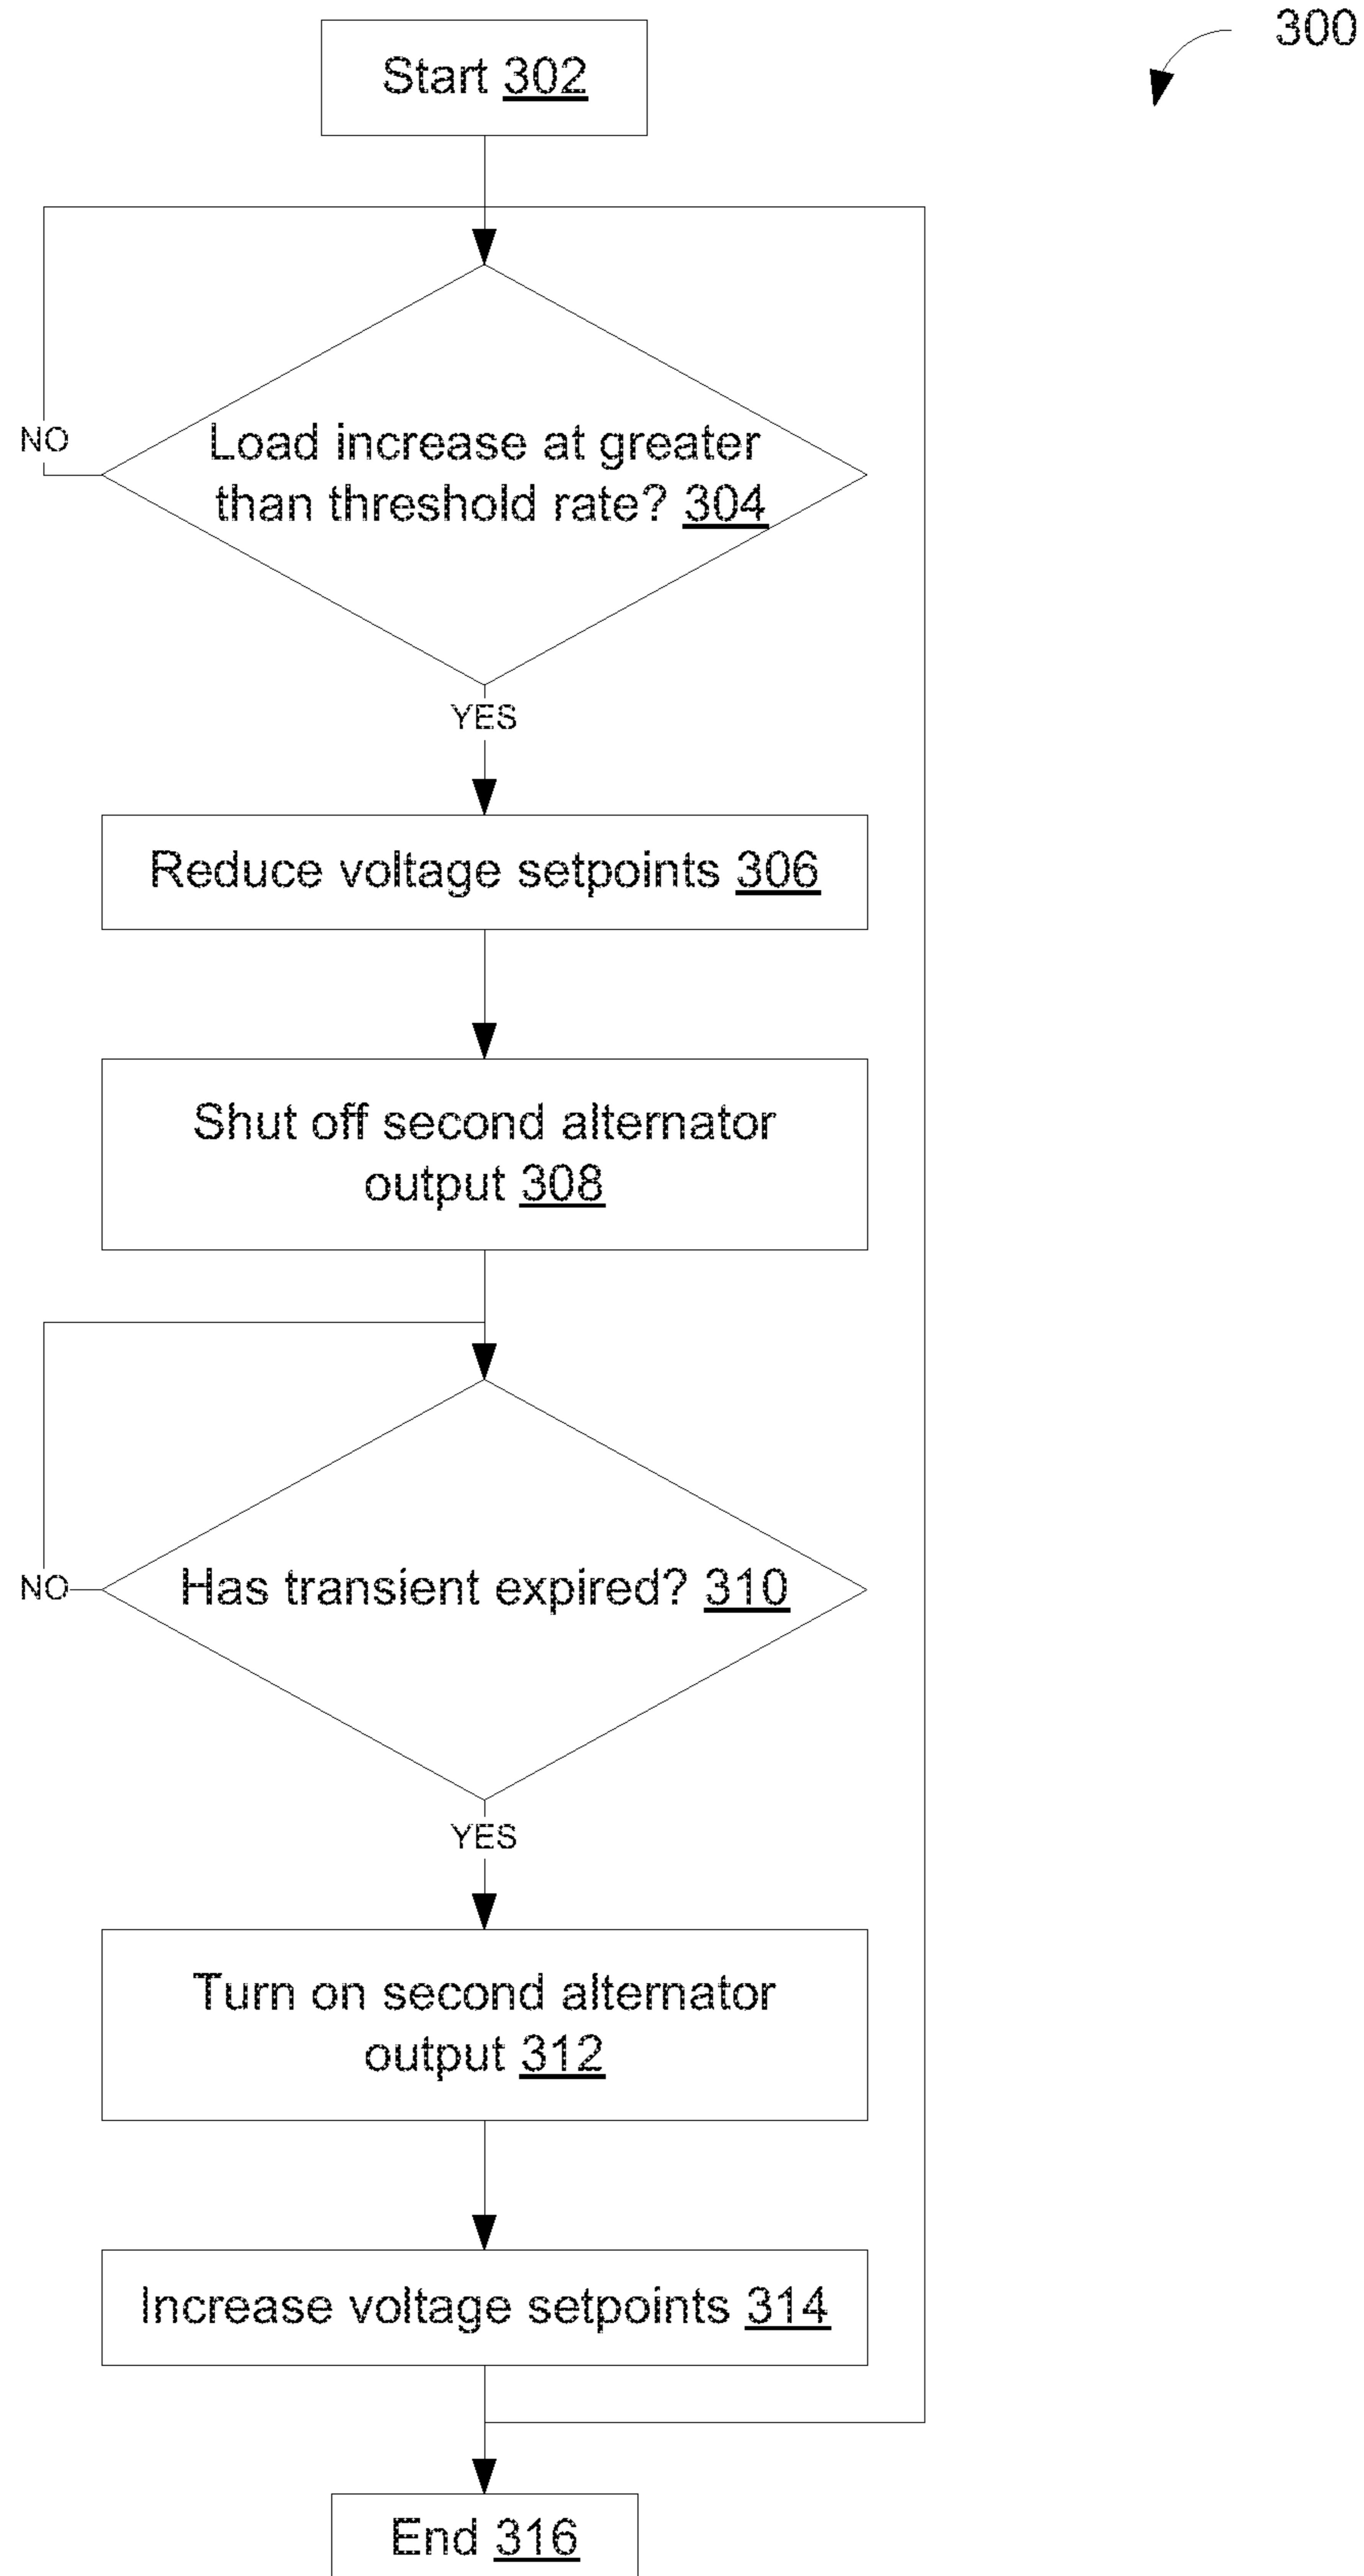 300
Start 302
Load increase at greater
than threshold rate? 304
NO
YES
Reduce voltage setpoints 306
Shut off second alternator
output 308
Has transient expired? 310
NO
YES
Turn on second alternator
output 312
Increase voltage setpoints 314
End 316